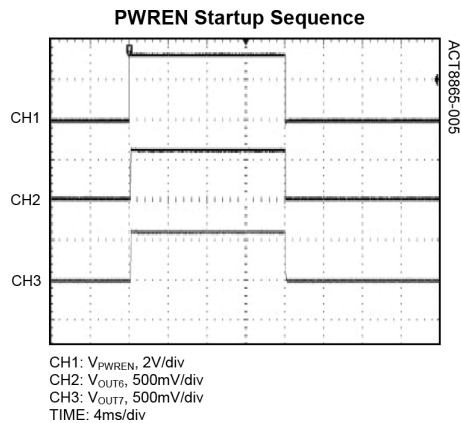 PWREN Startup Sequence
ACT8865-005
CH1
CH2
CH3
CH1: VPWREN, 2V/div
CH2: VOUT6, 500mV/div
CH3: VOUT7, 500mV/div
TIME: 4ms/div